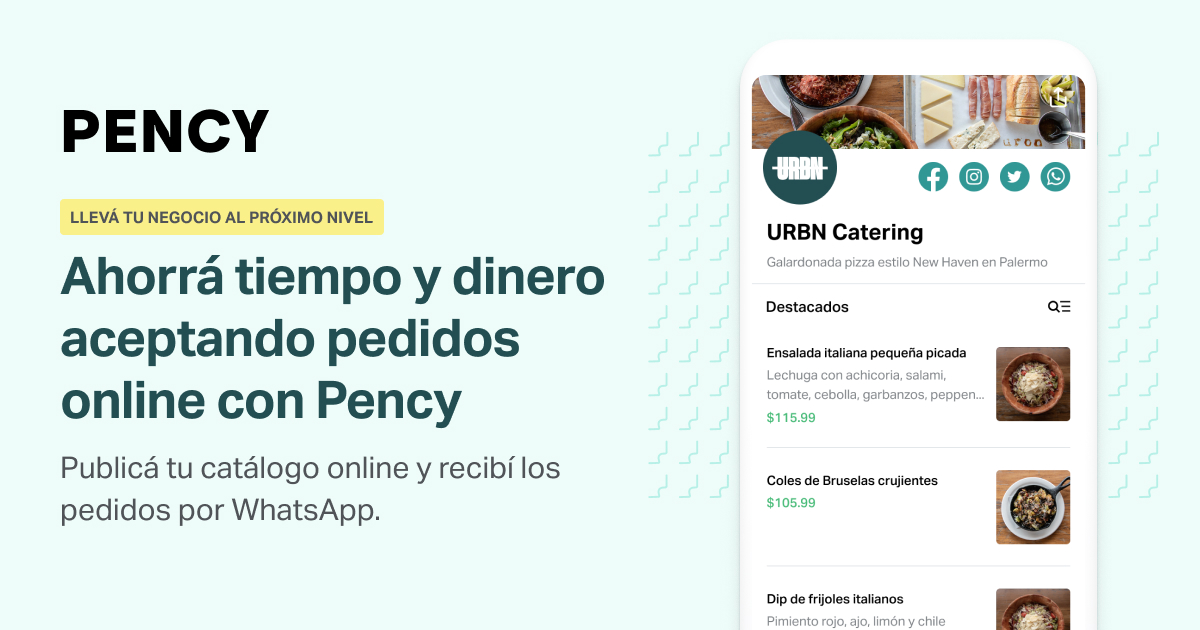 PENCY
LLEVÁ TU NEGOCIO AL PRÓXIMO NIVEL
Ahorrá tiempo y dinero
aceptando pedidos
online con Pency
Publicá tu catálogo online y recibí los
pedidos por WhatsApp.
uron
URBN
URBN Catering
Galardonada pizza estilo New Haven en Palermo
Destacados
Ensalada italiana pequeña picada
Lechuga con achicoria, salami,
tomate, cebolla, garbanzos, peppen...
$115.99
Coles de Bruselas crujientes
$105.99
Dip de frijoles italianos
Pimiento rojo, ajo, limón y chile